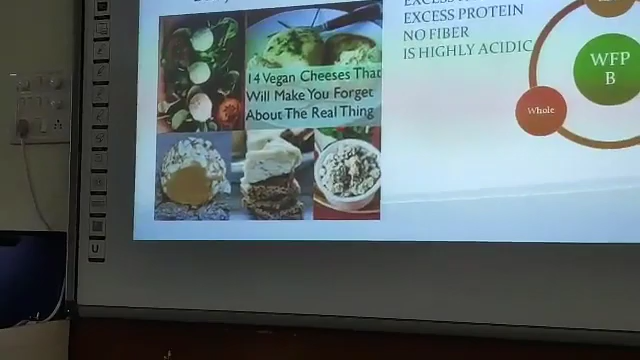 EXCESS PROTEIN
NO FIBER
IS HIGHLY ACIDIC
14 Vegan Cheeses That
Will Make You Forget
About The Real Thing
WFP
B
Whole
U